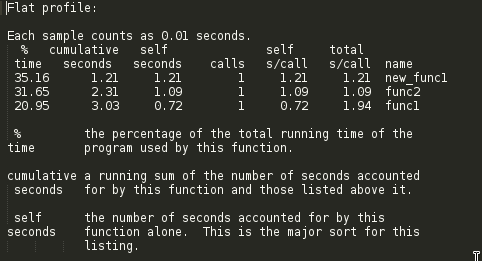 Flat profile:
Each sample counts as 0.01 seconds.
% cumulative self self total
time seconds seconds calls s/call s/call name
35.16 1.21 1.21 1 1.21 1.21 new_func1
31.65 2.31 1.09 1 1.09 1.09 func2
20.95 3.03 0.72 1 0.72 1.94 func1
% the percentage of the total running time of the
time program used by this function.
cumulative a running sum of the number of seconds accounted
seconds for by this function and those listed above it.
self the number of seconds accounted for by this
seconds function alone. This is the major sort for this
listing.